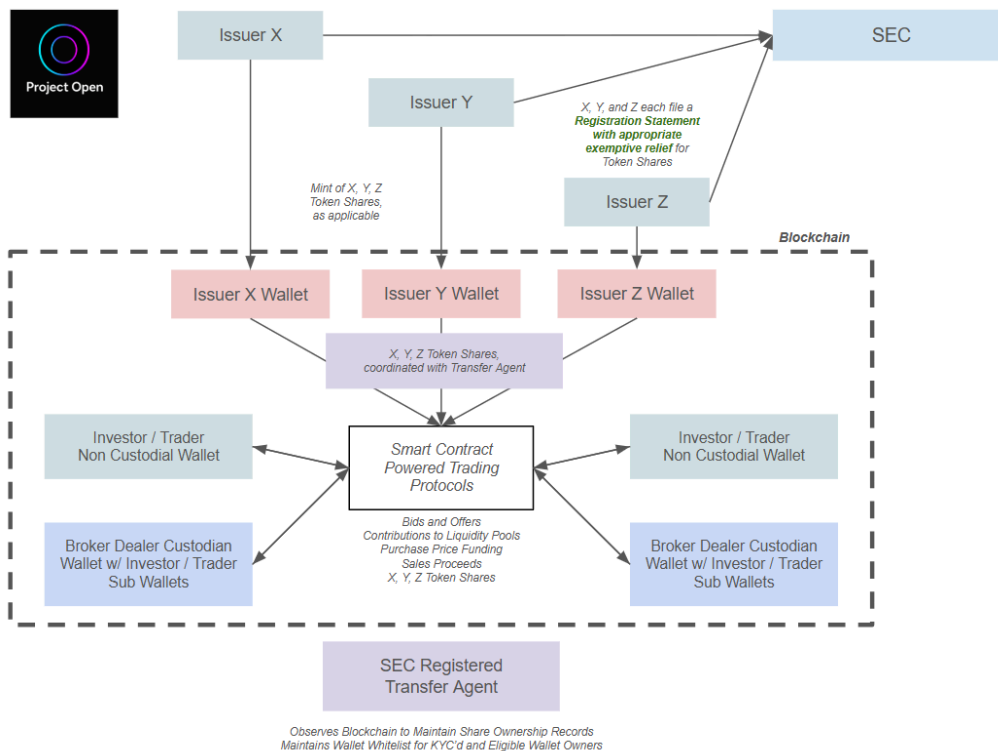 Project Open
Issuer X
SEC
Issuer Y
X, Y, and Z each file a
Registration Statement
with appropriate
exemptive relief for
Token Shares
Mint of X, Y, Z
Token Shares,
as applicable
Issuer Z
Blockchain
Issuer X Wallet
Issuer Y Wallet
Issuer Z Wallet
X, Y, Z Token Shares,
coordinated with Transfer Agent
Investor / Trader
Non Custodial Wallet
Smart Contract
Powered Trading
Protocols
Investor / Trader
Non Custodial Wallet
Bids and Offers
Contributions to Liquidity Pools
Purchase Price Funding
Sales Proceeds
X, Y, Z Token Shares
Broker Dealer Custodian
Wallet w/ Investor / Trader
Sub Wallets
Broker Dealer Custodian
Wallet w/ Investor / Trader
Sub Wallets
SEC Registered
Transfer Agent
Observes Blockchain to Maintain Share Ownership Records
Maintains Wallet Whitelist for KYC'd and Eligible Wallet Owners